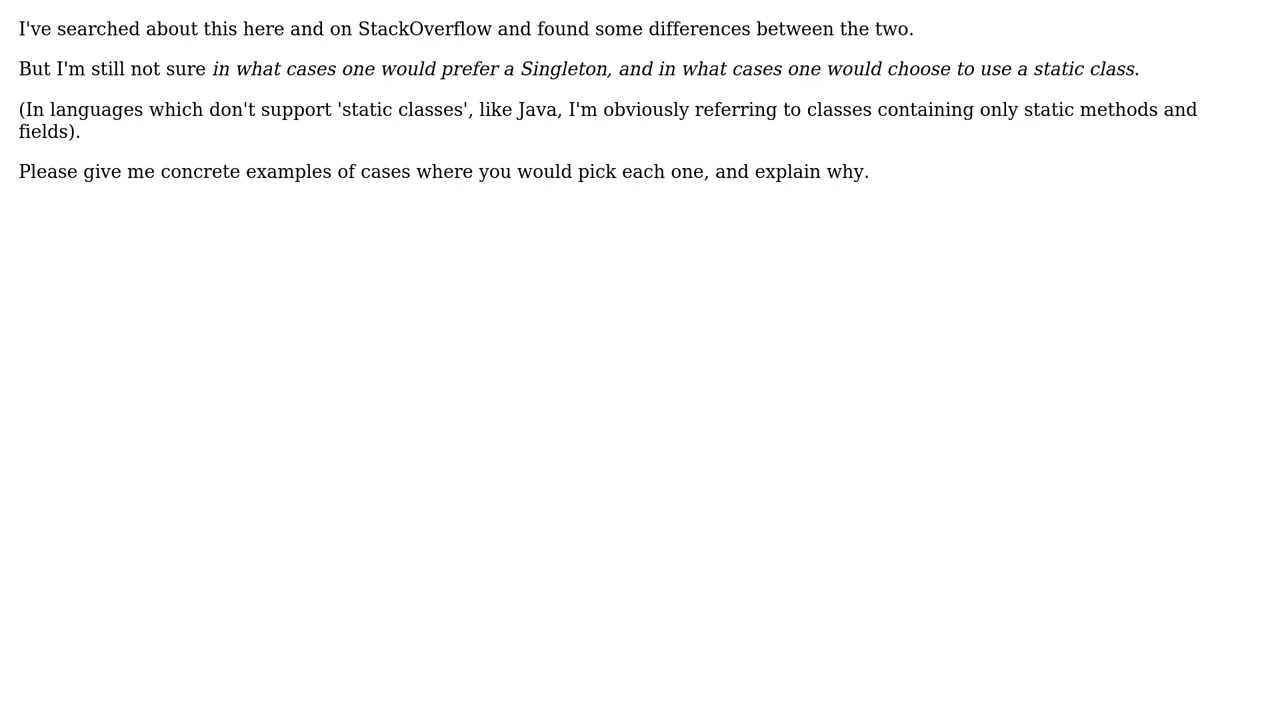 I've searched about this here and on StackOverflow and found some differences between the two.
But I'm still not sure in what cases one would prefer a Singleton, and in what cases one would choose to use a static class.
(In languages which don't support 'static classes', like Java, I'm obviously referring to classes containing only static methods and
fields).
Please give me concrete examples of cases where you would pick each one, and explain why.